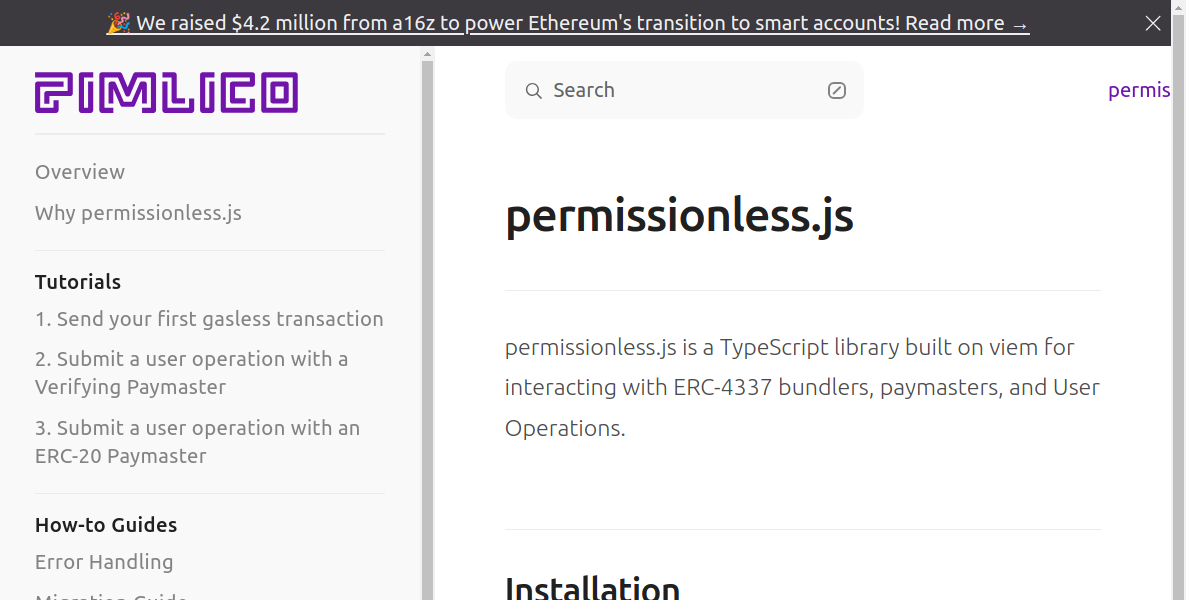 🎉 We raised $4.2 million from a16z to power Ethereum's transition to smart accounts! Read more →
PIMLICO
Overview
Why permissionless.js
Tutorials
1. Send your first gasless transaction
2. Submit a user operation with a
Verifying Paymaster
3. Submit a user operation with an
ERC-20 Paymaster
How-to Guides
Error Handling
Migration Guide
Search
permis
permissionless.js
permissionless.js is a TypeScript library built on viem for
interacting with ERC-4337 bundlers, paymasters, and User
Operations.
Installation